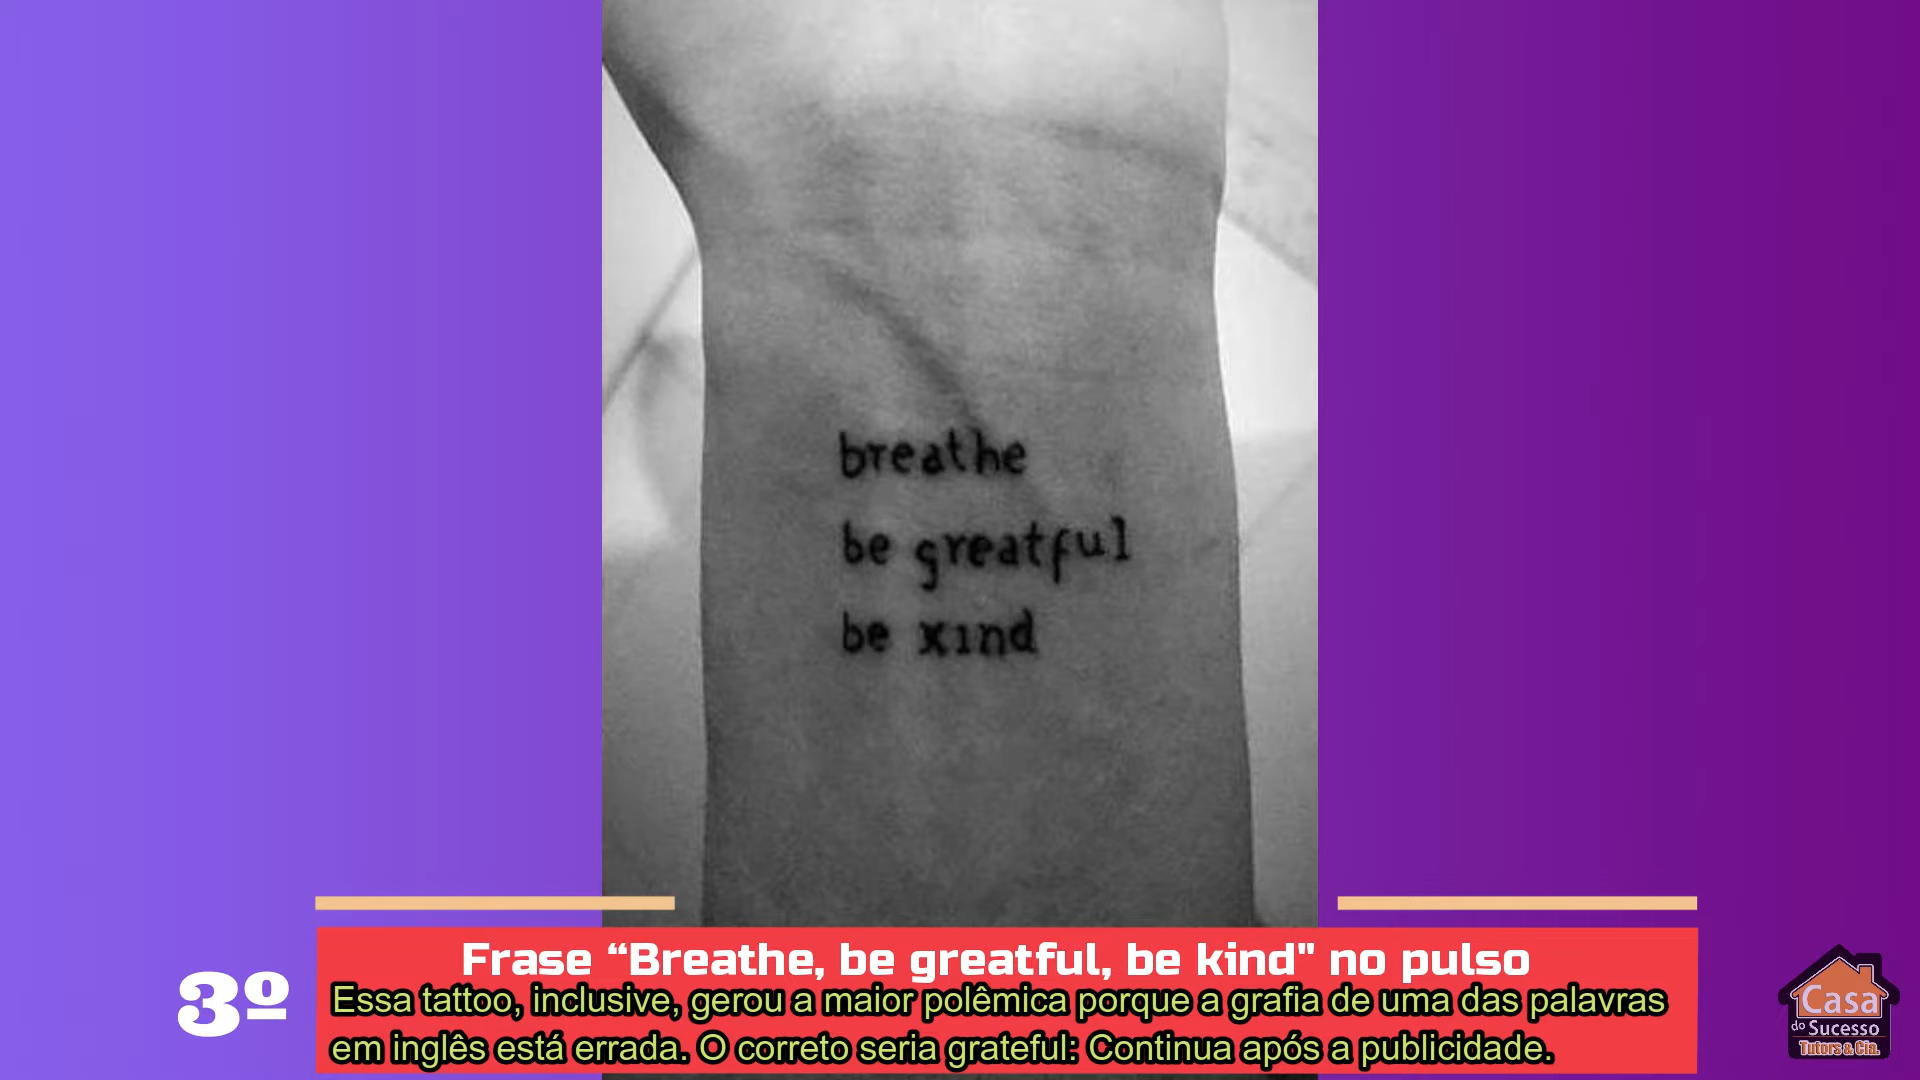 breathe
be greatful
be kind
3º
Frase “Breathe, be greatful, be kind" no pulso
Essa tattoo, inclusive, gerou a maior polêmica porque a grafia de uma das palavras
em inglês está errada. O correto seria grateful: Continua após a publicidade.
Casa
do Sucesso
Tutors & Cia.